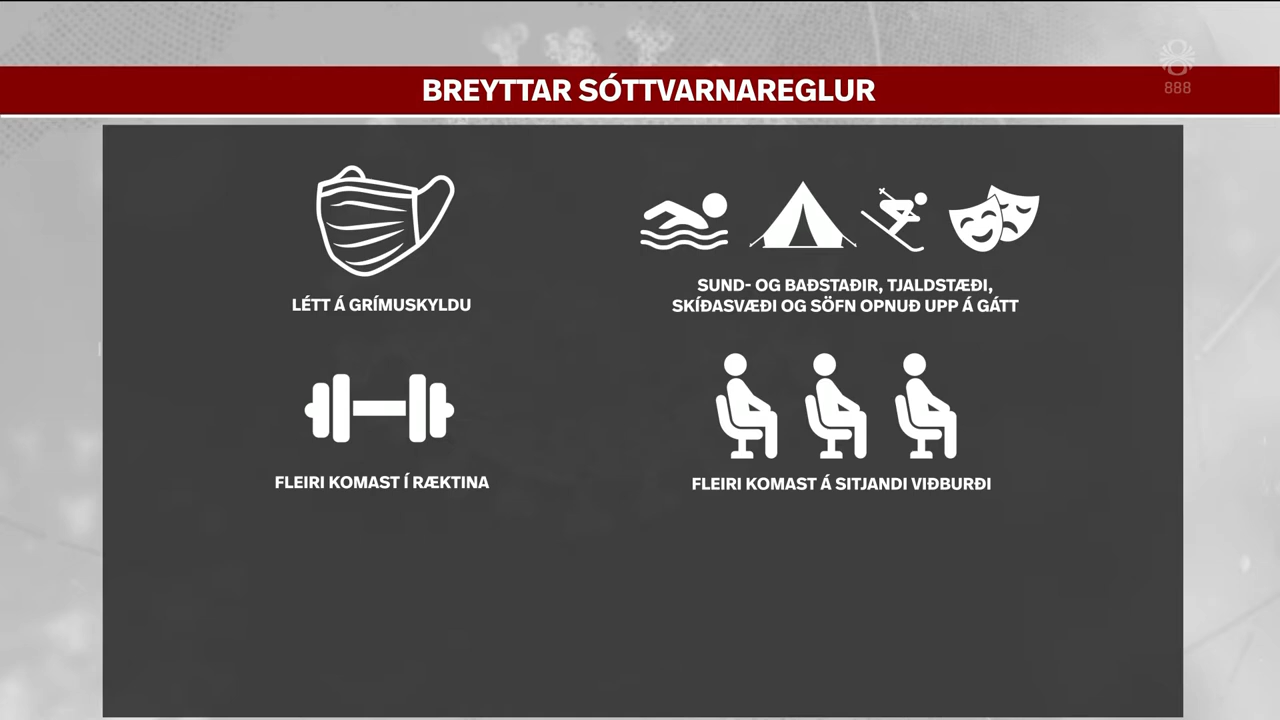 BREYTTAR SÓTTVARNAREGLUR
888
LÉTT Á GRÍMUSKYLDU
SUND- OG BAÐSTAÐIR, TJALDSTÆÐI,
SKÍÐASVÆÐI OG SÖFN OPNUÐ UPP Á GÁTT
FLEIRI KOMAST Í RÆKTINA
FLEIRI KOMAST Á SITJANDI VIÐBURÐI